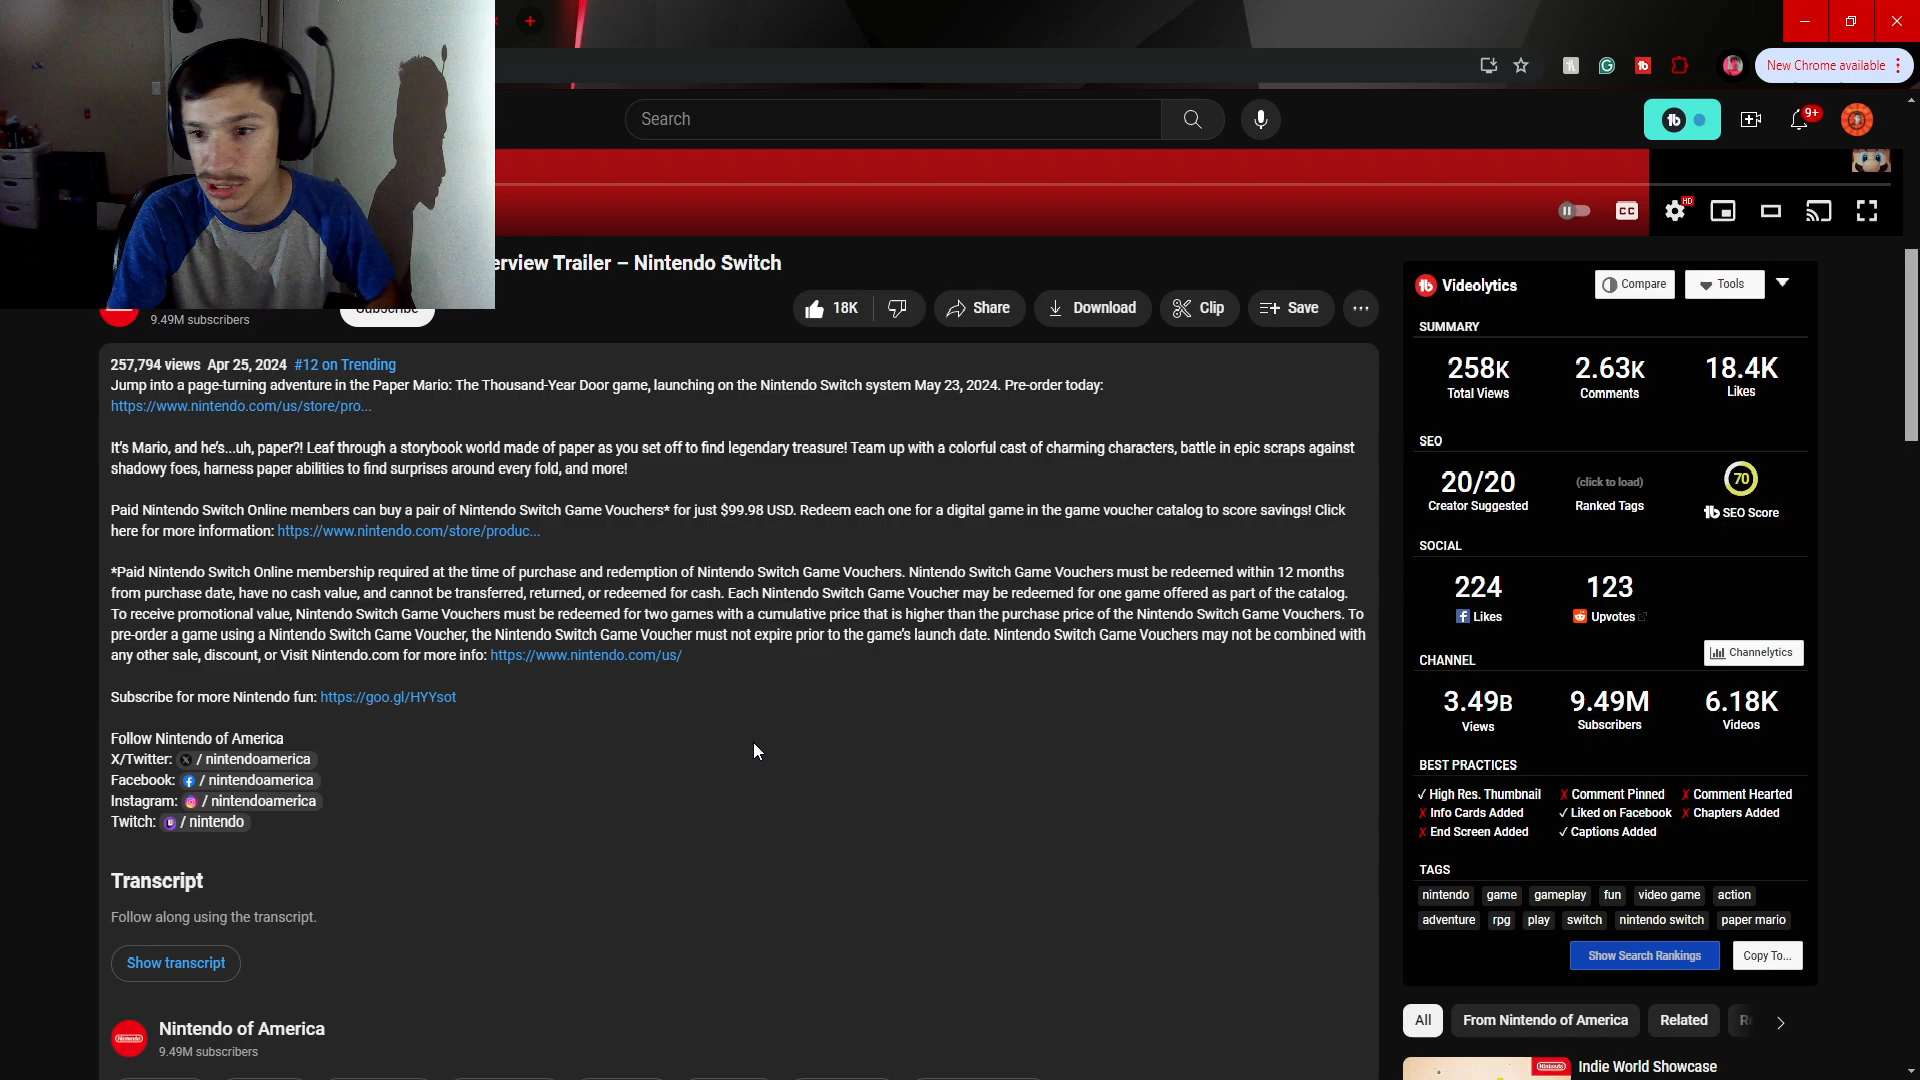 New Chrome available
Search
9+
HD
CC
erview Trailer – Nintendo Switch
9.49M subscribers
Subscribe
18K
Share
Download
Clip
Save
257,794 views Apr 25, 2024 #12 on Trending
Jump into a page-turning adventure in the Paper Mario: The Thousand-Year Door game, launching on the Nintendo Switch system May 23, 2024. Pre-order today:
https://www.nintendo.com/us/store/pro...
It's Mario, and he's...uh, paper?! Leaf through a storybook world made of paper as you set off to find legendary treasure! Team up with a colorful cast of charming characters, battle in epic scraps against
shadowy foes, harness paper abilities to find surprises around every fold, and more!
Paid Nintendo Switch Online members can buy a pair of Nintendo Switch Game Vouchers* for just $99.98 USD. Redeem each one for a digital game in the game voucher catalog to score savings! Click
here for more information: https://www.nintendo.com/store/produc...
*Paid Nintendo Switch Online membership required at the time of purchase and redemption of Nintendo Switch Game Vouchers. Nintendo Switch Game Vouchers must be redeemed within 12 months
from purchase date, have no cash value, and cannot be transferred, returned, or redeemed for cash. Each Nintendo Switch Game Voucher may be redeemed for one game offered as part of the catalog.
To receive promotional value, Nintendo Switch Game Vouchers must be redeemed for two games with a cumulative price that is higher than the purchase price of the Nintendo Switch Game Vouchers. To
pre-order a game using a Nintendo Switch Game Voucher, the Nintendo Switch Game Voucher must not expire prior to the game's launch date. Nintendo Switch Game Vouchers may not be combined with
any other sale, discount, or Visit Nintendo.com for more info: https://www.nintendo.com/us/
Subscribe for more Nintendo fun: https://goo.gl/HYYsot
Follow Nintendo of America
X/Twitter: / nintendoamerica
Facebook: / nintendoamerica
Instagram: / nintendoamerica
Twitch: / nintendo
Transcript
Follow along using the transcript.
Show transcript
Nintendo
Nintendo of America
9.49M subscribers
Videolytics
Compare
Tools
SUMMARY
258K 2.63K 18.4K
Total Views Comments Likes
SEO
20/20 (click to load) 70
Creator Suggested Ranked Tags SEO Score
SOCIAL
224 123
Likes Upvotes
CHANNEL
Channelytics
3.49B 9.49M 6.18K
Views Subscribers Videos
BEST PRACTICES
✓ High Res. Thumbnail ✗ Comment Pinned ✗ Comment Hearted
✗ Info Cards Added ✓ Liked on Facebook ✗ Chapters Added
✗ End Screen Added ✓ Captions Added
TAGS
nintendo game gameplay fun video game action
adventure rpg play switch nintendo switch paper mario
Show Search Rankings
Copy To...
All
From Nintendo of America
Related
Nintendo
Indie World Showcase